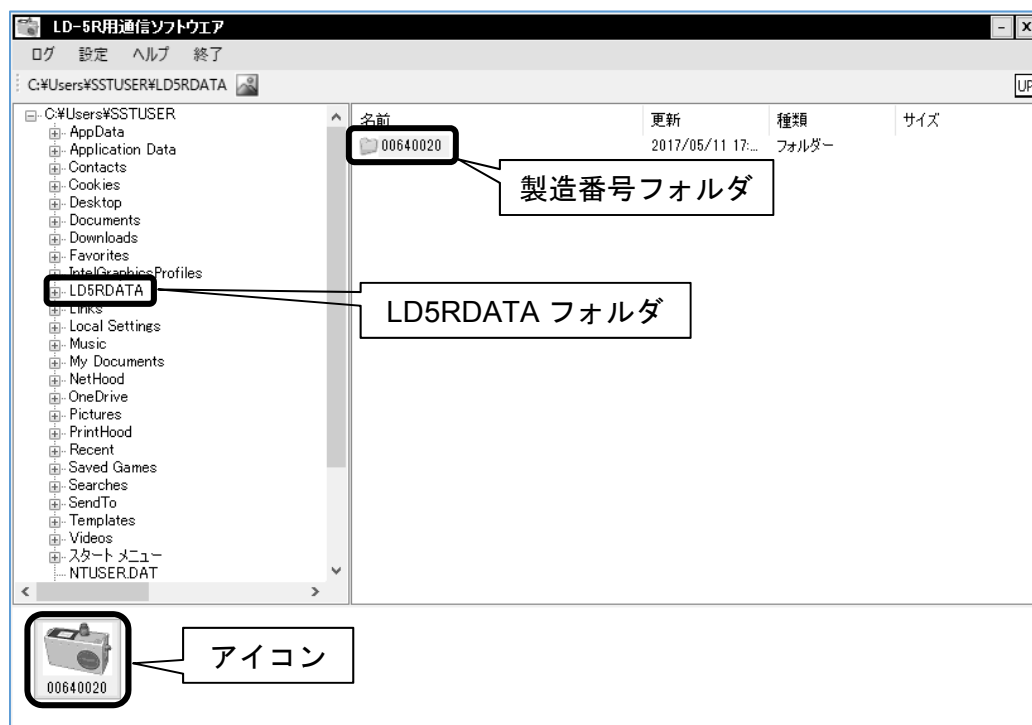 LD-5R用通信ソフトウエア
ログ 設定 ヘルプ 終了
C:¥Users¥SSTUSER¥LD5RDATA
UP
C:¥Users¥SSTUSER
AppData
Application Data
Contacts
Cookies
Desktop
Documents
Downloads
Favorites
IntelGraphicsProfiles
LD5RDATA
Links
Local Settings
Music
My Documents
NetHood
OneDrive
Pictures
PrintHood
Recent
Saved Games
Searches
SendTo
Templates
Videos
スタート メニュー
NTUSER.DAT
名前 更新 種類 サイズ
00640020 2017/05/11 17:... フォルダー
製造番号フォルダ
LD5RDATA フォルダ
アイコン
00640020